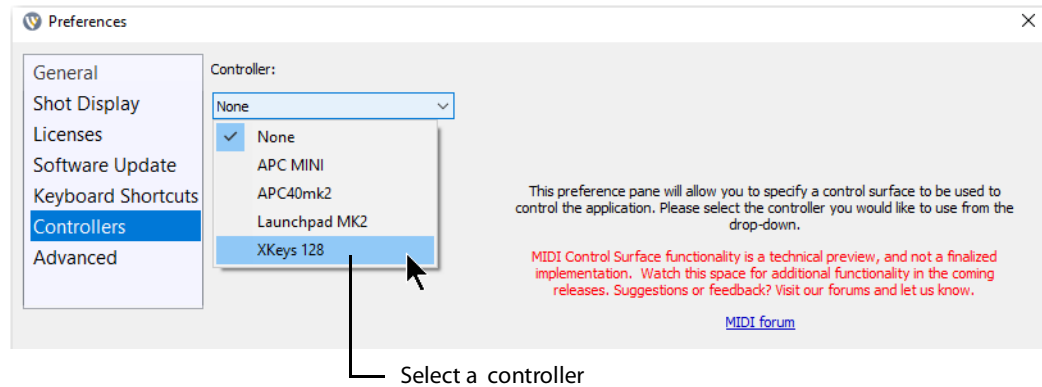 Preferences
General
Shot Display
Licenses
Software Update
Keyboard Shortcuts
Controllers
Advanced
Controller:
None
None
APC MINI
APC40mk2
Launchpad MK2
XKeys 128
This preference pane will allow you to specify a control surface to be used to
control the application. Please select the controller you would like to use from the
drop-down.
MIDI Control Surface functionality is a technical preview, and not a finalized
implementation. Watch this space for additional functionality in the coming
releases. Suggestions or feedback? Visit our forums and let us know.
MIDI forum
Select a controller